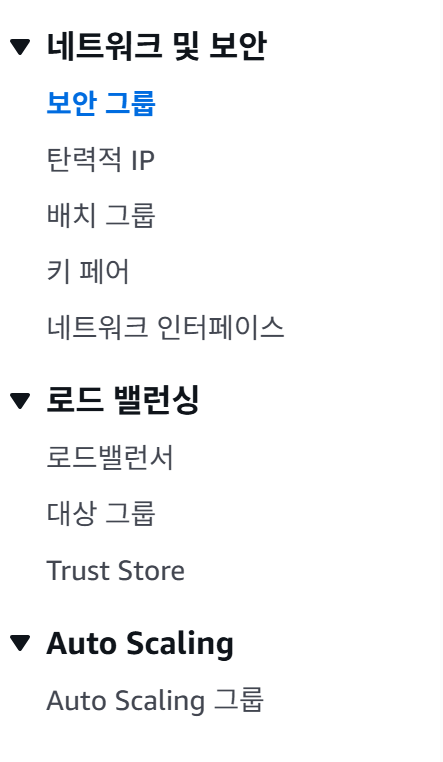 네트워크 및 보안
보안 그룹
탄력적 IP
배치 그룹
키 페어
네트워크 인터페이스
로드 밸런싱
로드밸런서
대상 그룹
Trust Store
Auto Scaling
Auto Scaling 그룹